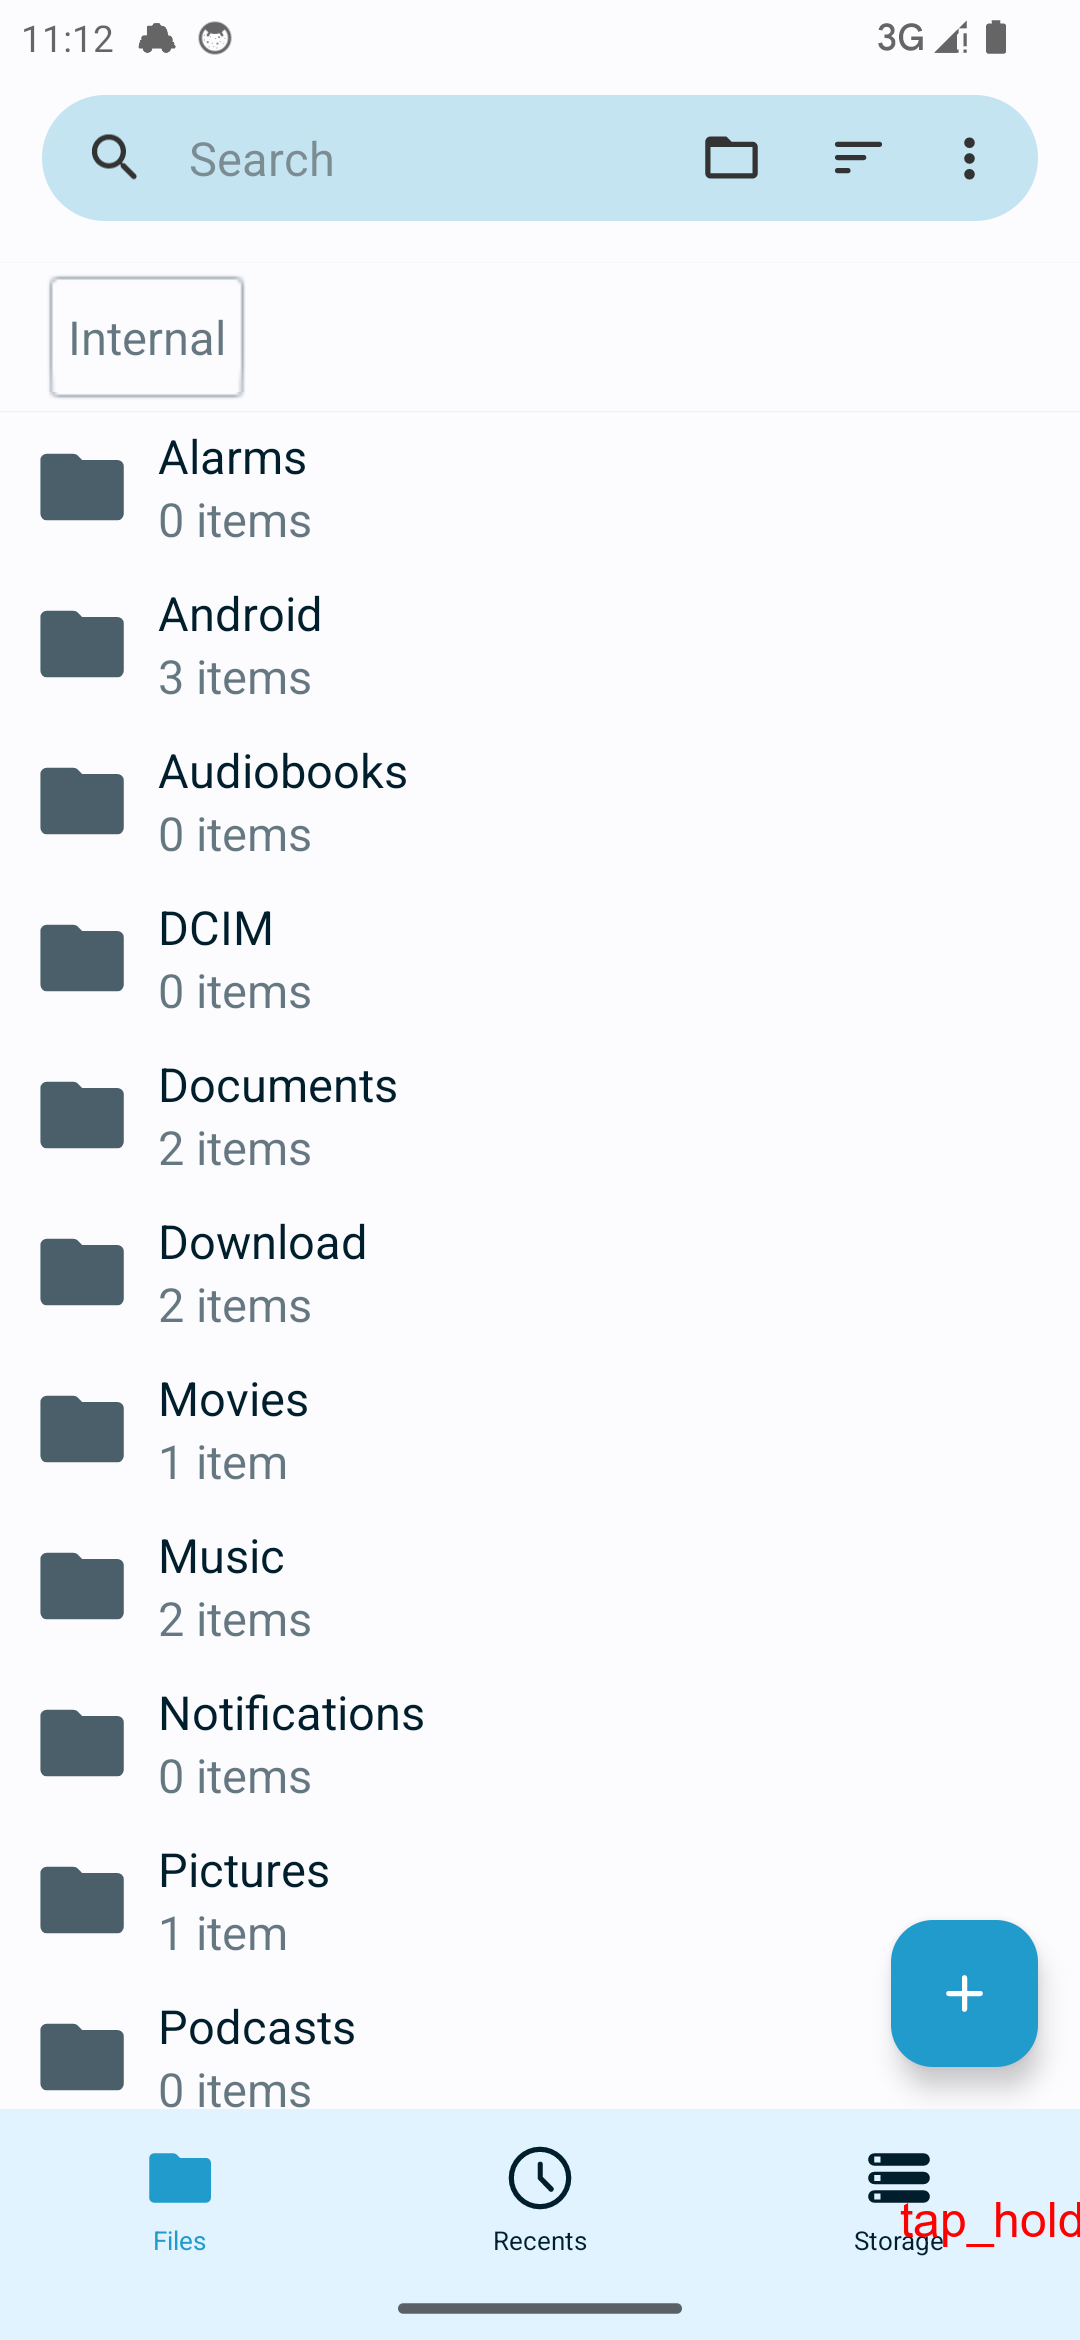 11:12
3G
Search
Internal
Alarms
0 items
Android
3 items
Audiobooks
0 items
DCIM
0 items
Documents
2 items
Download
2 items
Movies
1 item
Music
2 items
Notifications
0 items
Pictures
1 item
Podcasts
0 items
Files
Recents
Storage
tap_hold